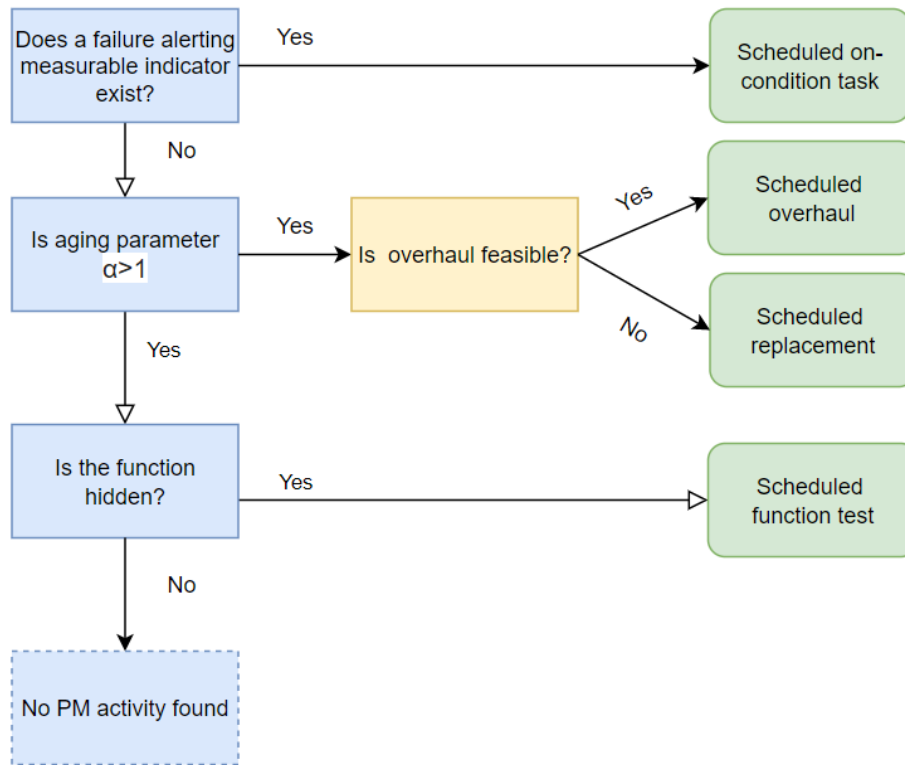 Does a failure alerting
measurable indicator
exist?
Yes
Scheduled on-
condition task
No
Is aging parameter
α>1
Yes
Is overhaul feasible?
Yes
Scheduled
overhaul
No
Scheduled
replacement
Yes
Is the function
hidden?
Yes
Scheduled
function test
No
No PM activity found